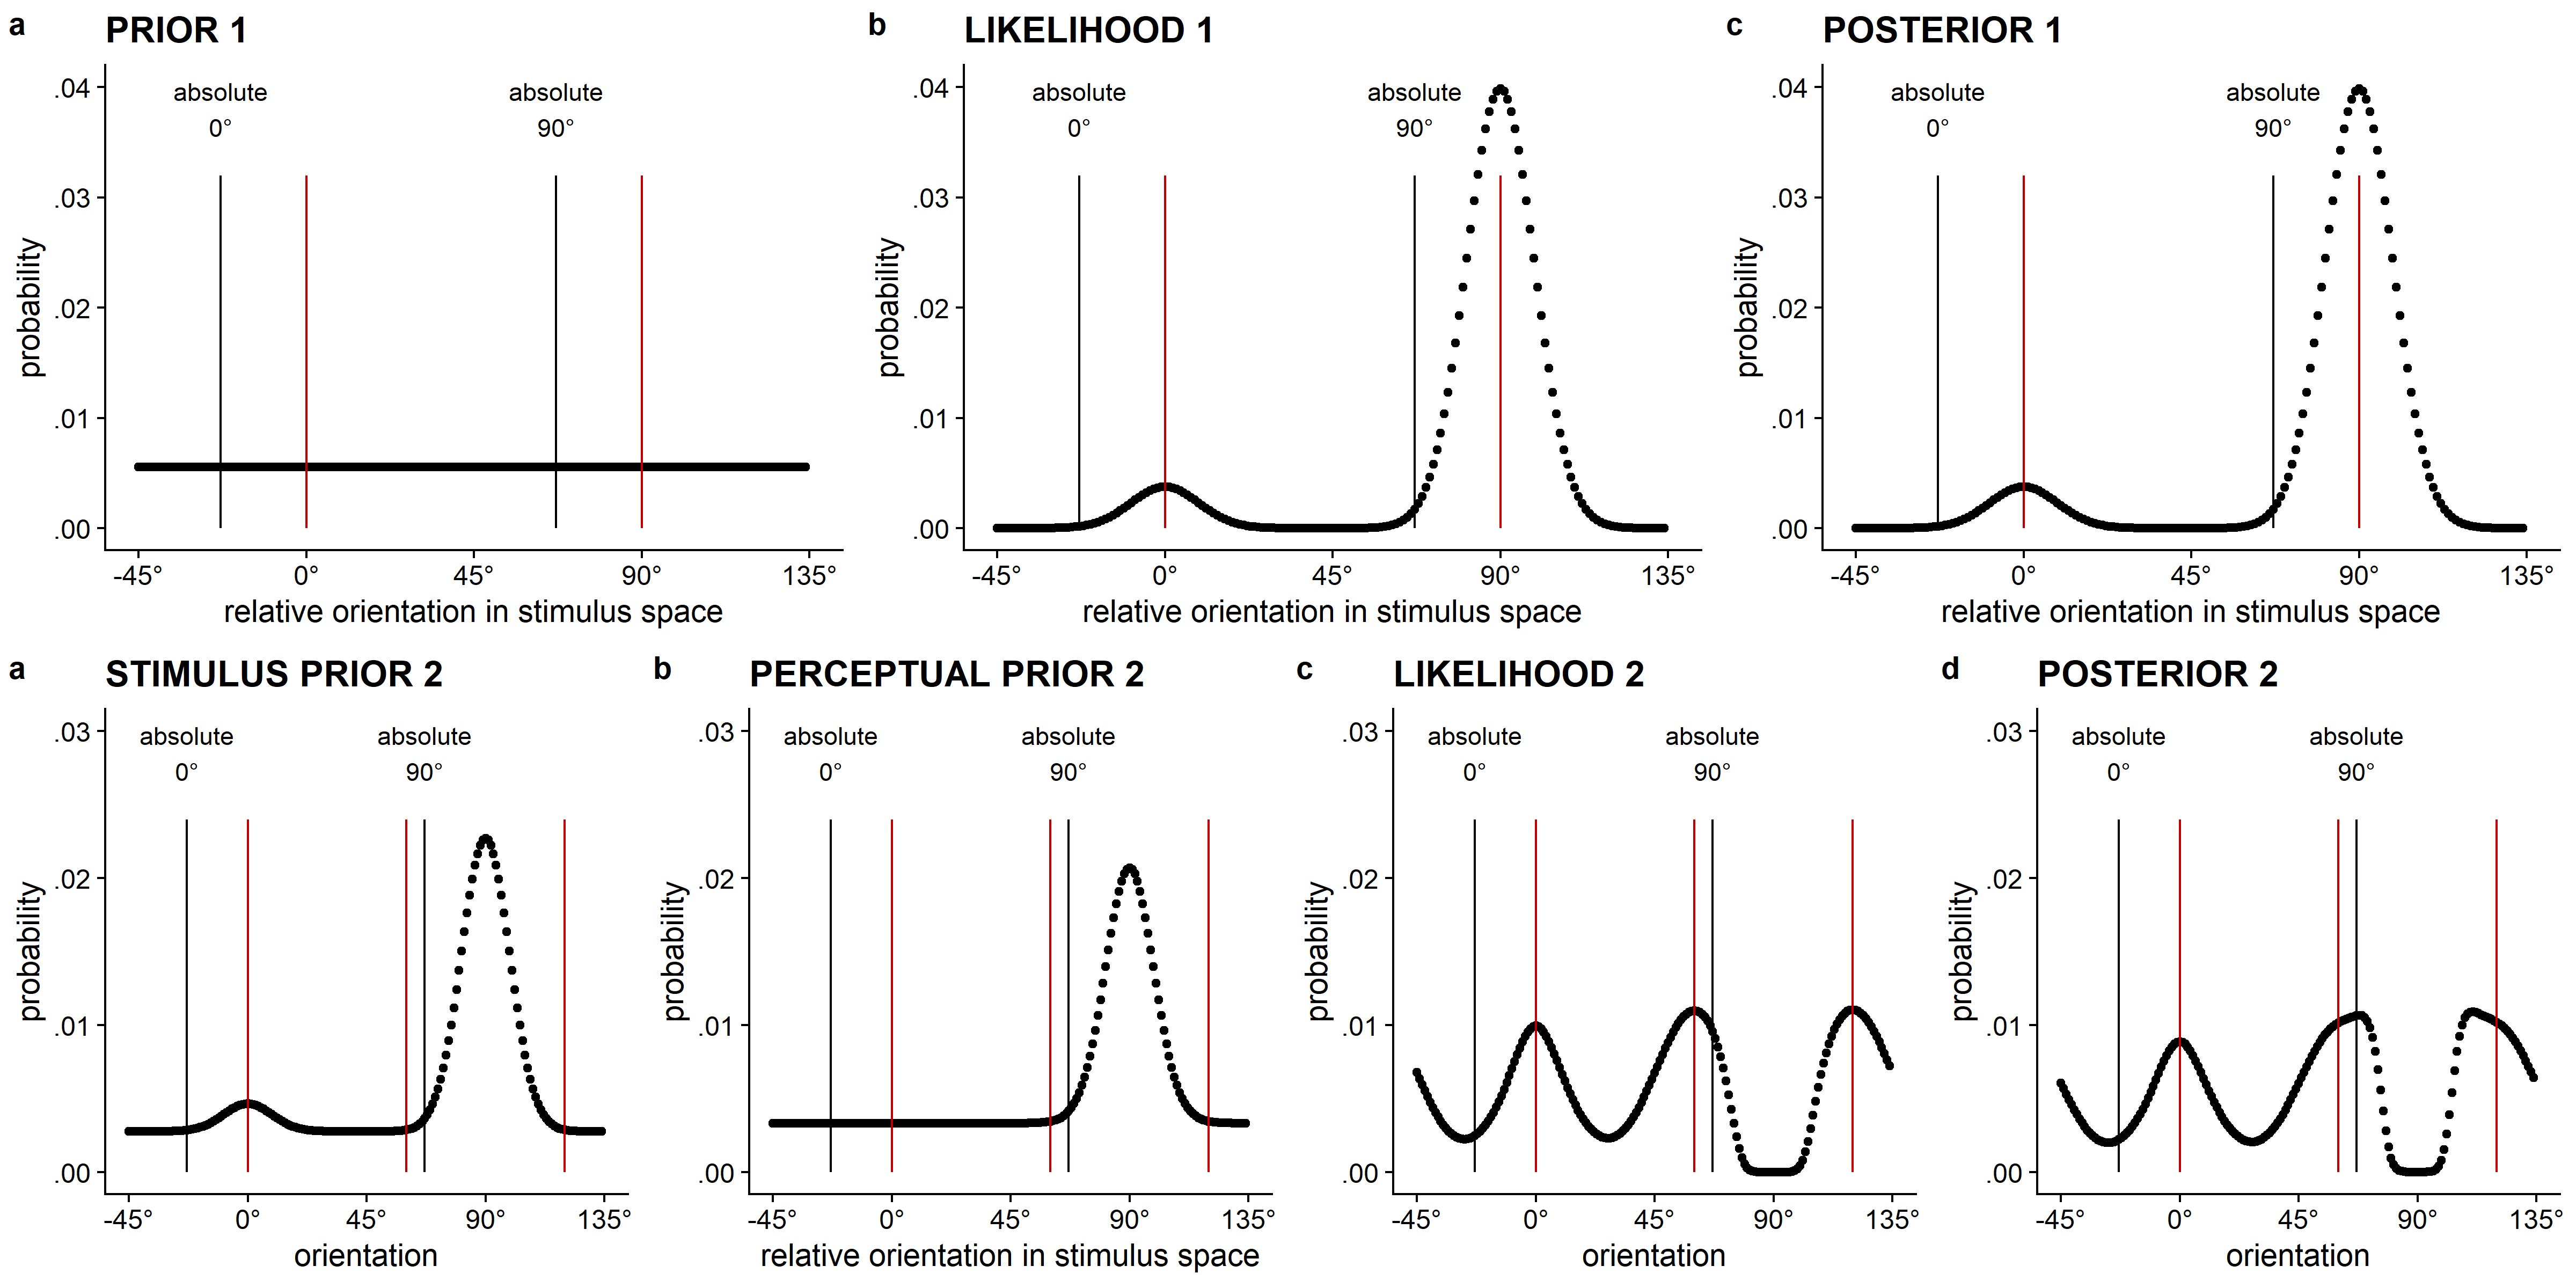 a PRIOR 1
absolute 0°
absolute 90°
.04
.03
.02
.01
.00
probability
-45° 0° 45° 90° 135°
relative orientation in stimulus space
b LIKELIHOOD 1
absolute 0°
absolute 90°
.04
.03
.02
.01
.00
probability
-45° 0° 45° 90° 135°
relative orientation in stimulus space
c POSTERIOR 1
absolute 0°
absolute 90°
.04
.03
.02
.01
.00
probability
-45° 0° 45° 90° 135°
relative orientation in stimulus space
a STIMULUS PRIOR 2
absolute 0°
absolute 90°
.03
.02
.01
.00
probability
-45° 0° 45° 90° 135°
orientation
b PERCEPTUAL PRIOR 2
absolute 0°
absolute 90°
.03
.02
.01
.00
probability
-45° 0° 45° 90° 135°
relative orientation in stimulus space
c LIKELIHOOD 2
absolute 0°
absolute 90°
.03
.02
.01
.00
probability
-45° 0° 45° 90° 135°
orientation
d POSTERIOR 2
absolute 0°
absolute 90°
.03
.02
.01
.00
probability
-45° 0° 45° 90° 135°
orientation